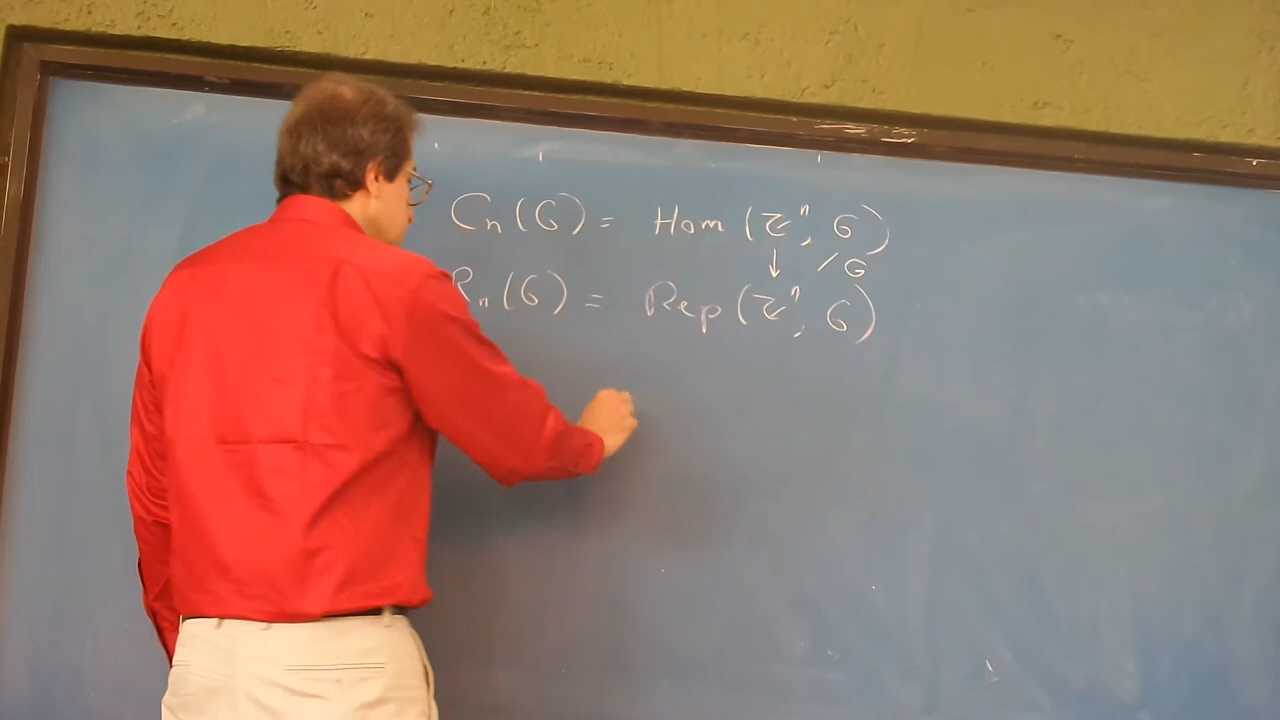 Cₙ(G) = Hom(ℤⁿ, G)
↓ /G
Rₙ(G) = Rep(ℤⁿ, G)